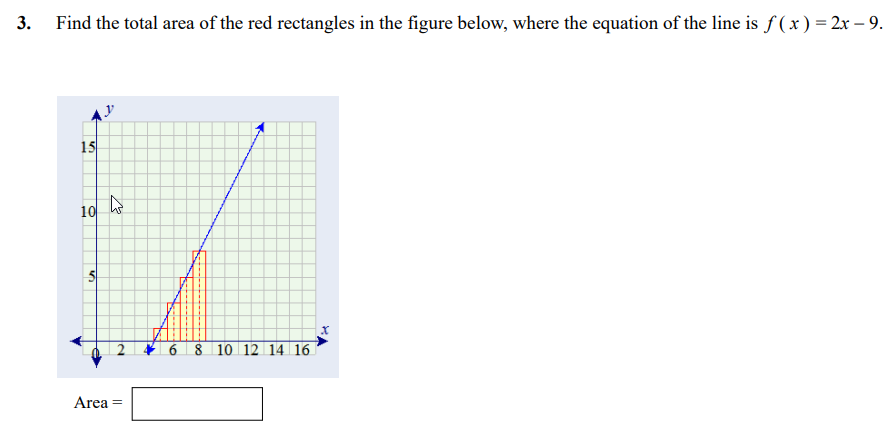 3. Find the total area of the red rectangles in the figure below, where the equation of the line is f ( x ) = 2x – 9.
y
15
10
5
x
0 2 4 6 8 10 12 14 16
Area =